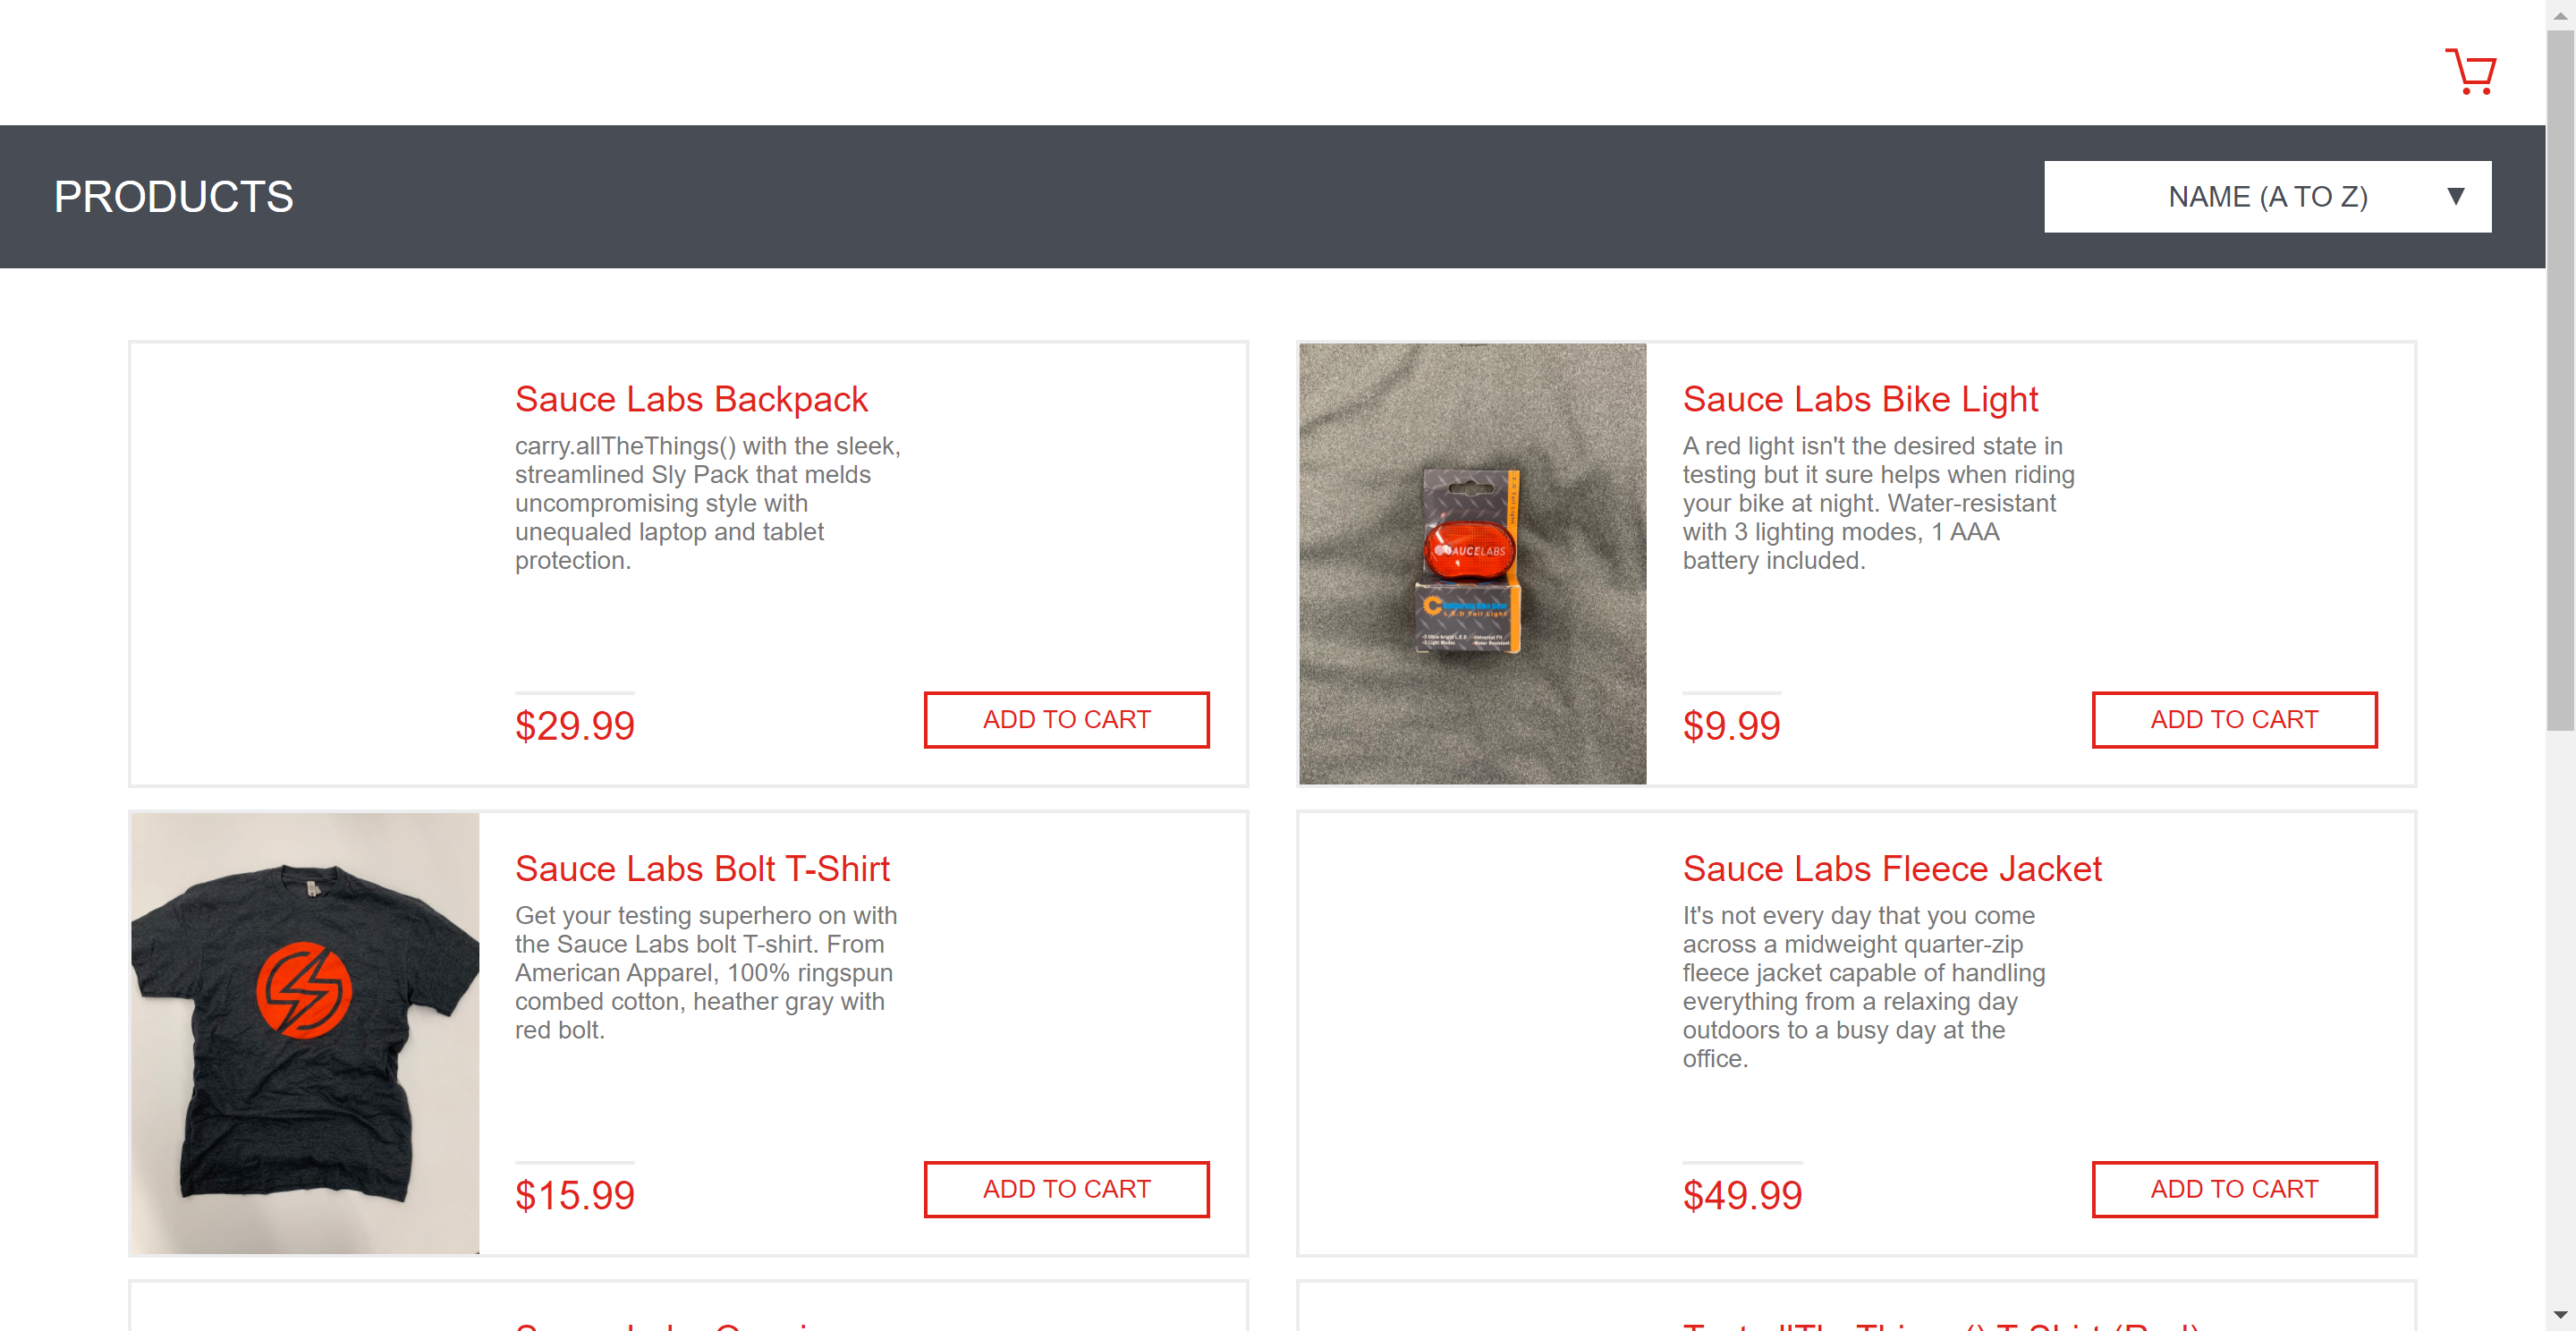 PRODUCTS
NAME (A TO Z)
Sauce Labs Backpack
carry.allTheThings() with the sleek,
streamlined Sly Pack that melds
uncompromising style with
unequaled laptop and tablet
protection.
$29.99
ADD TO CART
SAUCELABS
L.E.D Tail Light
Sauce Labs Bike Light
A red light isn't the desired state in
testing but it sure helps when riding
your bike at night. Water-resistant
with 3 lighting modes, 1 AAA
battery included.
$9.99
ADD TO CART
Sauce Labs Bolt T-Shirt
Get your testing superhero on with
the Sauce Labs bolt T-shirt. From
American Apparel, 100% ringspun
combed cotton, heather gray with
red bolt.
$15.99
ADD TO CART
Sauce Labs Fleece Jacket
It's not every day that you come
across a midweight quarter-zip
fleece jacket capable of handling
everything from a relaxing day
outdoors to a busy day at the
office.
$49.99
ADD TO CART